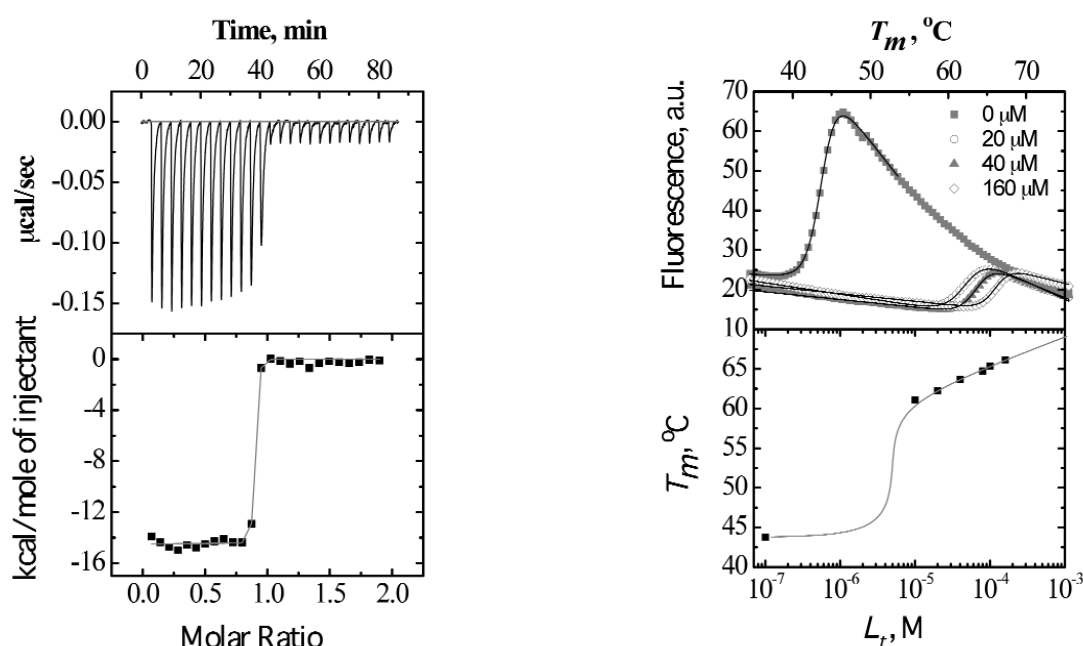 Time, min
0 20 40 60 80
0.00
-0.05
-0.10
-0.15
µcal/sec
0
-4
-8
-12
-16
kcal/mole of injectant
0.0 0.5 1.0 1.5 2.0
Molar Ratio
Tm, °C
40 50 60 70
70
60
50
40
30
20
10
Fluorescence, a.u.
0 µM
20 µM
40 µM
160 µM
65
60
55
50
45
40
Tm, °C
10⁻⁷ 10⁻⁶ 10⁻⁵ 10⁻⁴ 10⁻³
Lt, M